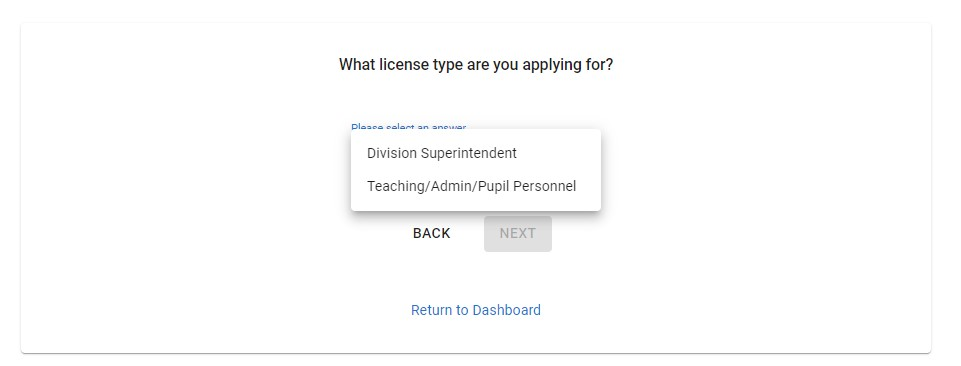 What license type are you applying for?
Please select an answer
Division Superintendent
Teaching/Admin/Pupil Personnel
BACK NEXT
Return to Dashboard